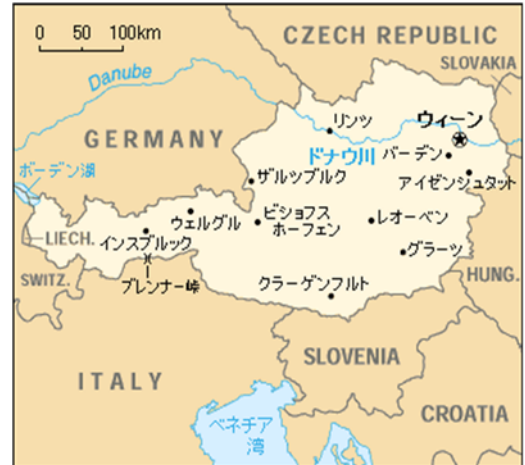 0 50 100km
CZECH REPUBLIC
SLOVAKIA
Danube
リンツ
ウィーン
GERMANY
ドナウ川
バーデン
ボーデン湖
ザルツブルク
アイゼンシュタット
ウェルグル
ビショフス
ホーフェン
レオーベン
LIECH.
インスブルック
グラーツ
SWITZ.
ブレンナー峠
クラーゲンフルト
HUNG.
SLOVENIA
ITALY
CROATIA
ベネチア
湾